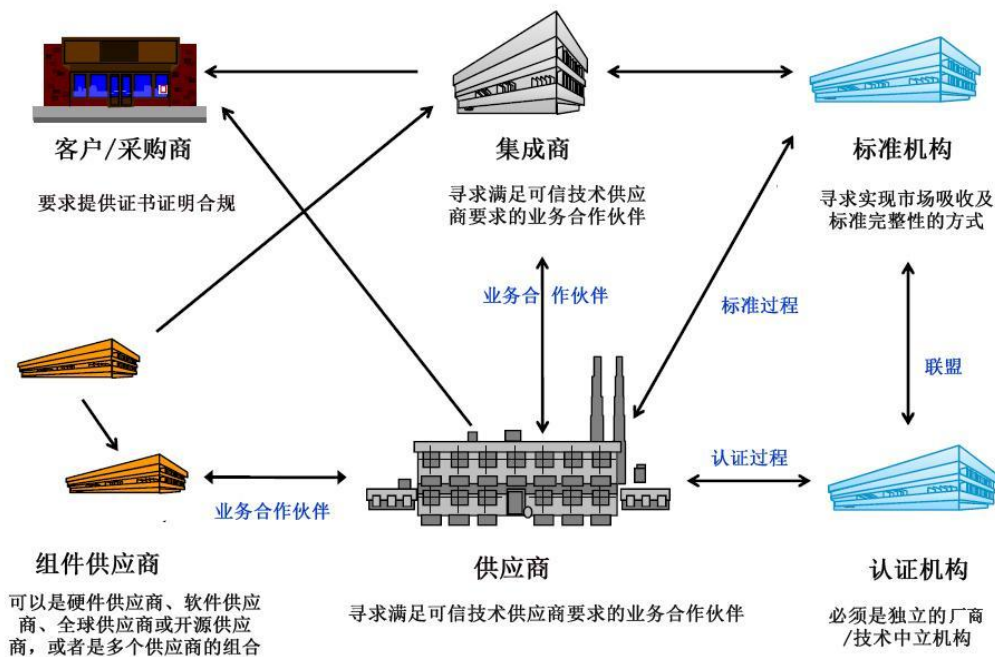 客户/采购商
要求提供证书证明合规
集成商
寻求满足可信技术供应
商要求的业务合作伙伴
标准机构
寻求实现市场吸收及
标准完整性的方式
业务合作伙伴
标准过程
联盟
业务合作伙伴
认证过程
组件供应商
可以是硬件供应商、软件供应
商、全球供应商或开源供应
商，或者是多个供应商的组合
供应商
寻求满足可信技术供应商要求的业务合作伙伴
认证机构
必须是独立的厂商
/技术中立机构